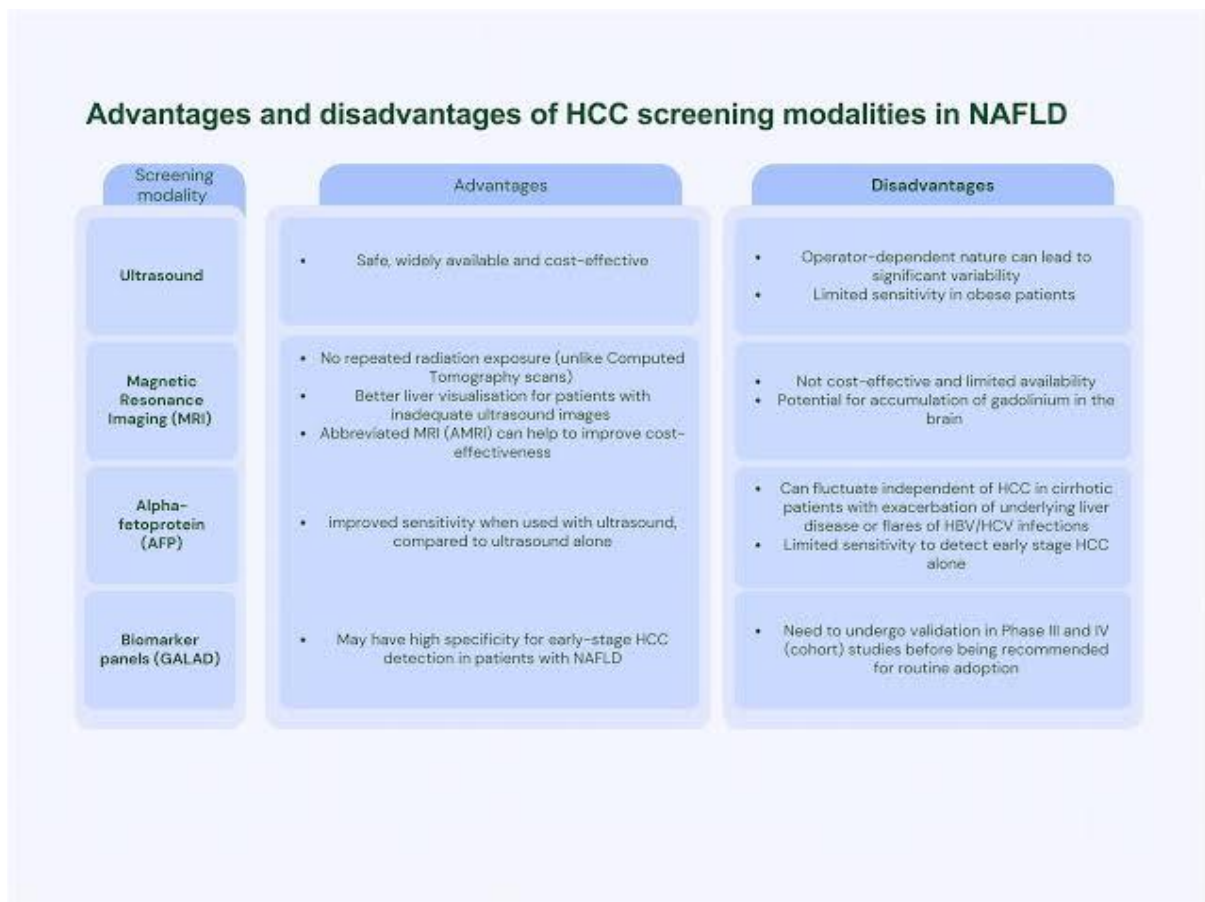 Advantages and disadvantages of HCC screening modalities in NAFLD
Screening
modality
Advantages
Disadvantages
Ultrasound
• Safe, widely available and cost-effective
• Operator-dependent nature can lead to
significant variability
• Limited sensitivity in obese patients
Magnetic
Resonance
Imaging (MRI)
• No repeated radiation exposure (unlike Computed
Tomography scans)
• Better liver visualisation for patients with
inadequate ultrasound images
• Abbreviated MRI (AMRI) can help to improve cost-
effectiveness
• Not cost-effective and limited availability
• Potential for accumulation of gadolinium in the
brain
Alpha-
fetoprotein
(AFP)
• improved sensitivity when used with ultrasound,
compared to ultrasound alone
• Can fluctuate independent of HCC in cirrhotic
patients with exacerbation of underlying liver
disease or flares of HBV/HCV infections
• Limited sensitivity to detect early stage HCC
alone
Biomarker
panels (GALAD)
• May have high specificity for early-stage HCC
detection in patients with NAFLD
• Need to undergo validation in Phase III and IV
(cohort) studies before being recommended
for routine adoption